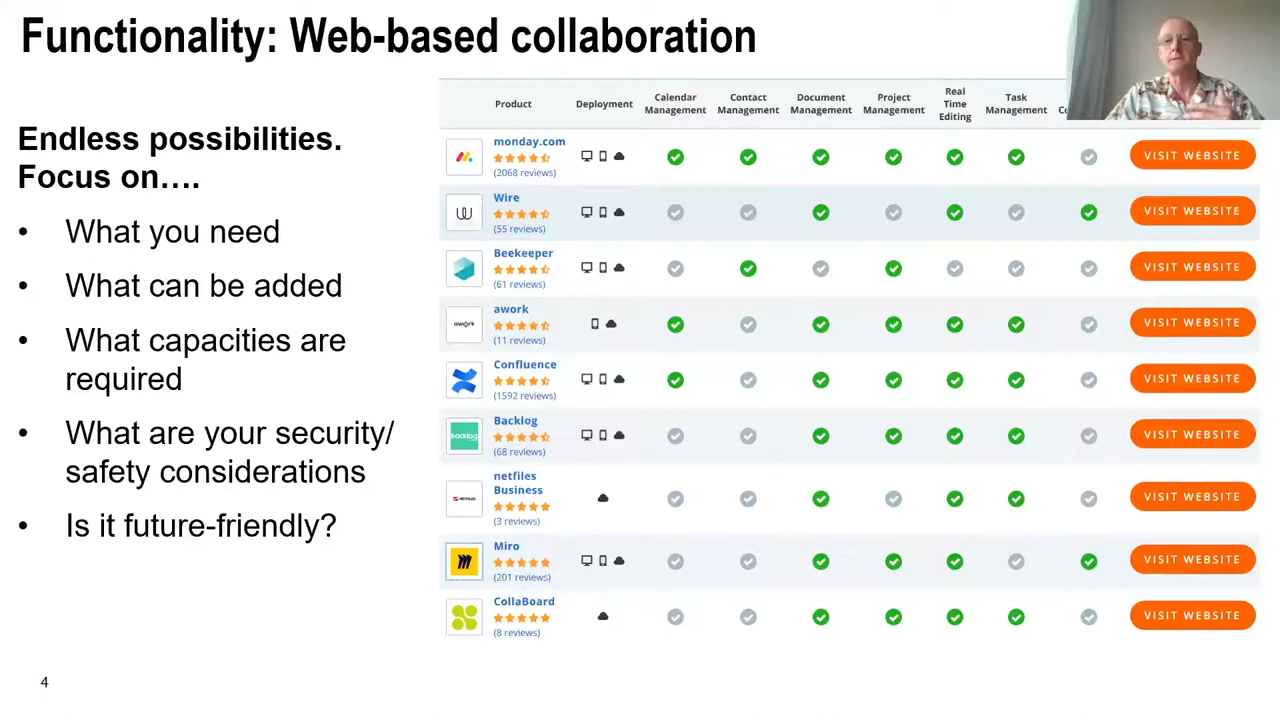 Functionality: Web-based collaboration
Endless possibilities.
Focus on….
• What you need
• What can be added
• What capacities are
required
• What are your security/
safety considerations
• Is it future-friendly?
Product
Deployment
Calendar
Management
Contact
Management
Document
Management
Project
Management
Real
Time
Editing
Task
Management
monday.com
(2068 reviews)
VISIT WEBSITE
Wire
(55 reviews)
VISIT WEBSITE
Beekeeper
(61 reviews)
VISIT WEBSITE
awork
awork
(11 reviews)
VISIT WEBSITE
Confluence
(1592 reviews)
VISIT WEBSITE
backlog
Backlog
(68 reviews)
VISIT WEBSITE
NETFILES
netfiles
Business
(3 reviews)
VISIT WEBSITE
Miro
(201 reviews)
VISIT WEBSITE
CollaBoard
(8 reviews)
VISIT WEBSITE
4